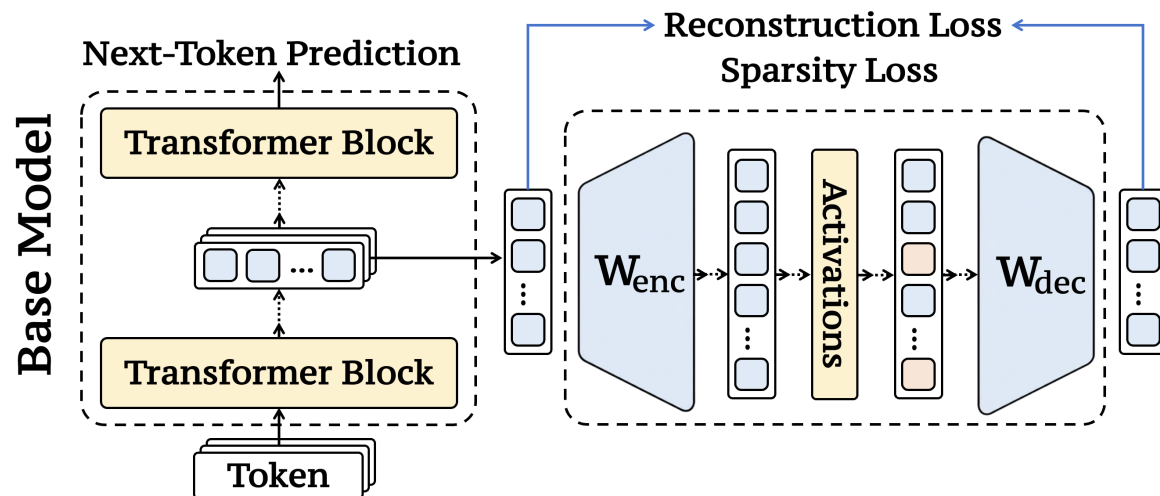 Reconstruction Loss
Sparsity Loss
Next-Token Prediction
Base Model
Transformer Block
...
Transformer Block
Token
...
Wenc
...
Activations
...
Wdec
...